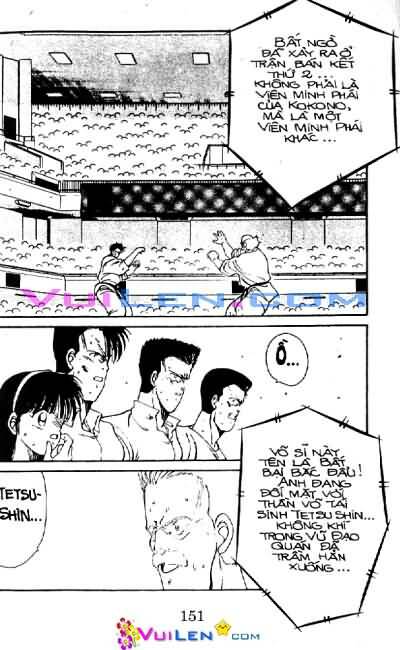 BẤT NGỜ
ĐÃ XẢY RA Ở
TRẬN BÁN KẾT
THỨ 2...
KHÔNG PHẢI LÀ
VIÊN MINH PHÁI
CỦA KOKONO,
MÀ LÀ MỘT
VIÊN MINH PHÁI
KHÁC...
VUILEN.COM
Ồ...
VÕ SĨ NÀY
TÊN LÀ BẤT
BẠI BẮC ĐẨU!
ANH ĐANG
ĐỐI MẶT VỚI
THẦN VÕ TÁI
SINH TETSUSHIN...
KHÔNG KHÍ
TRONG VŨ ĐẠO
QUÁN ĐÃ
TRẦM HẲN
XUỐNG...
TETSU-
SHIN...
151
VUILEN.COM